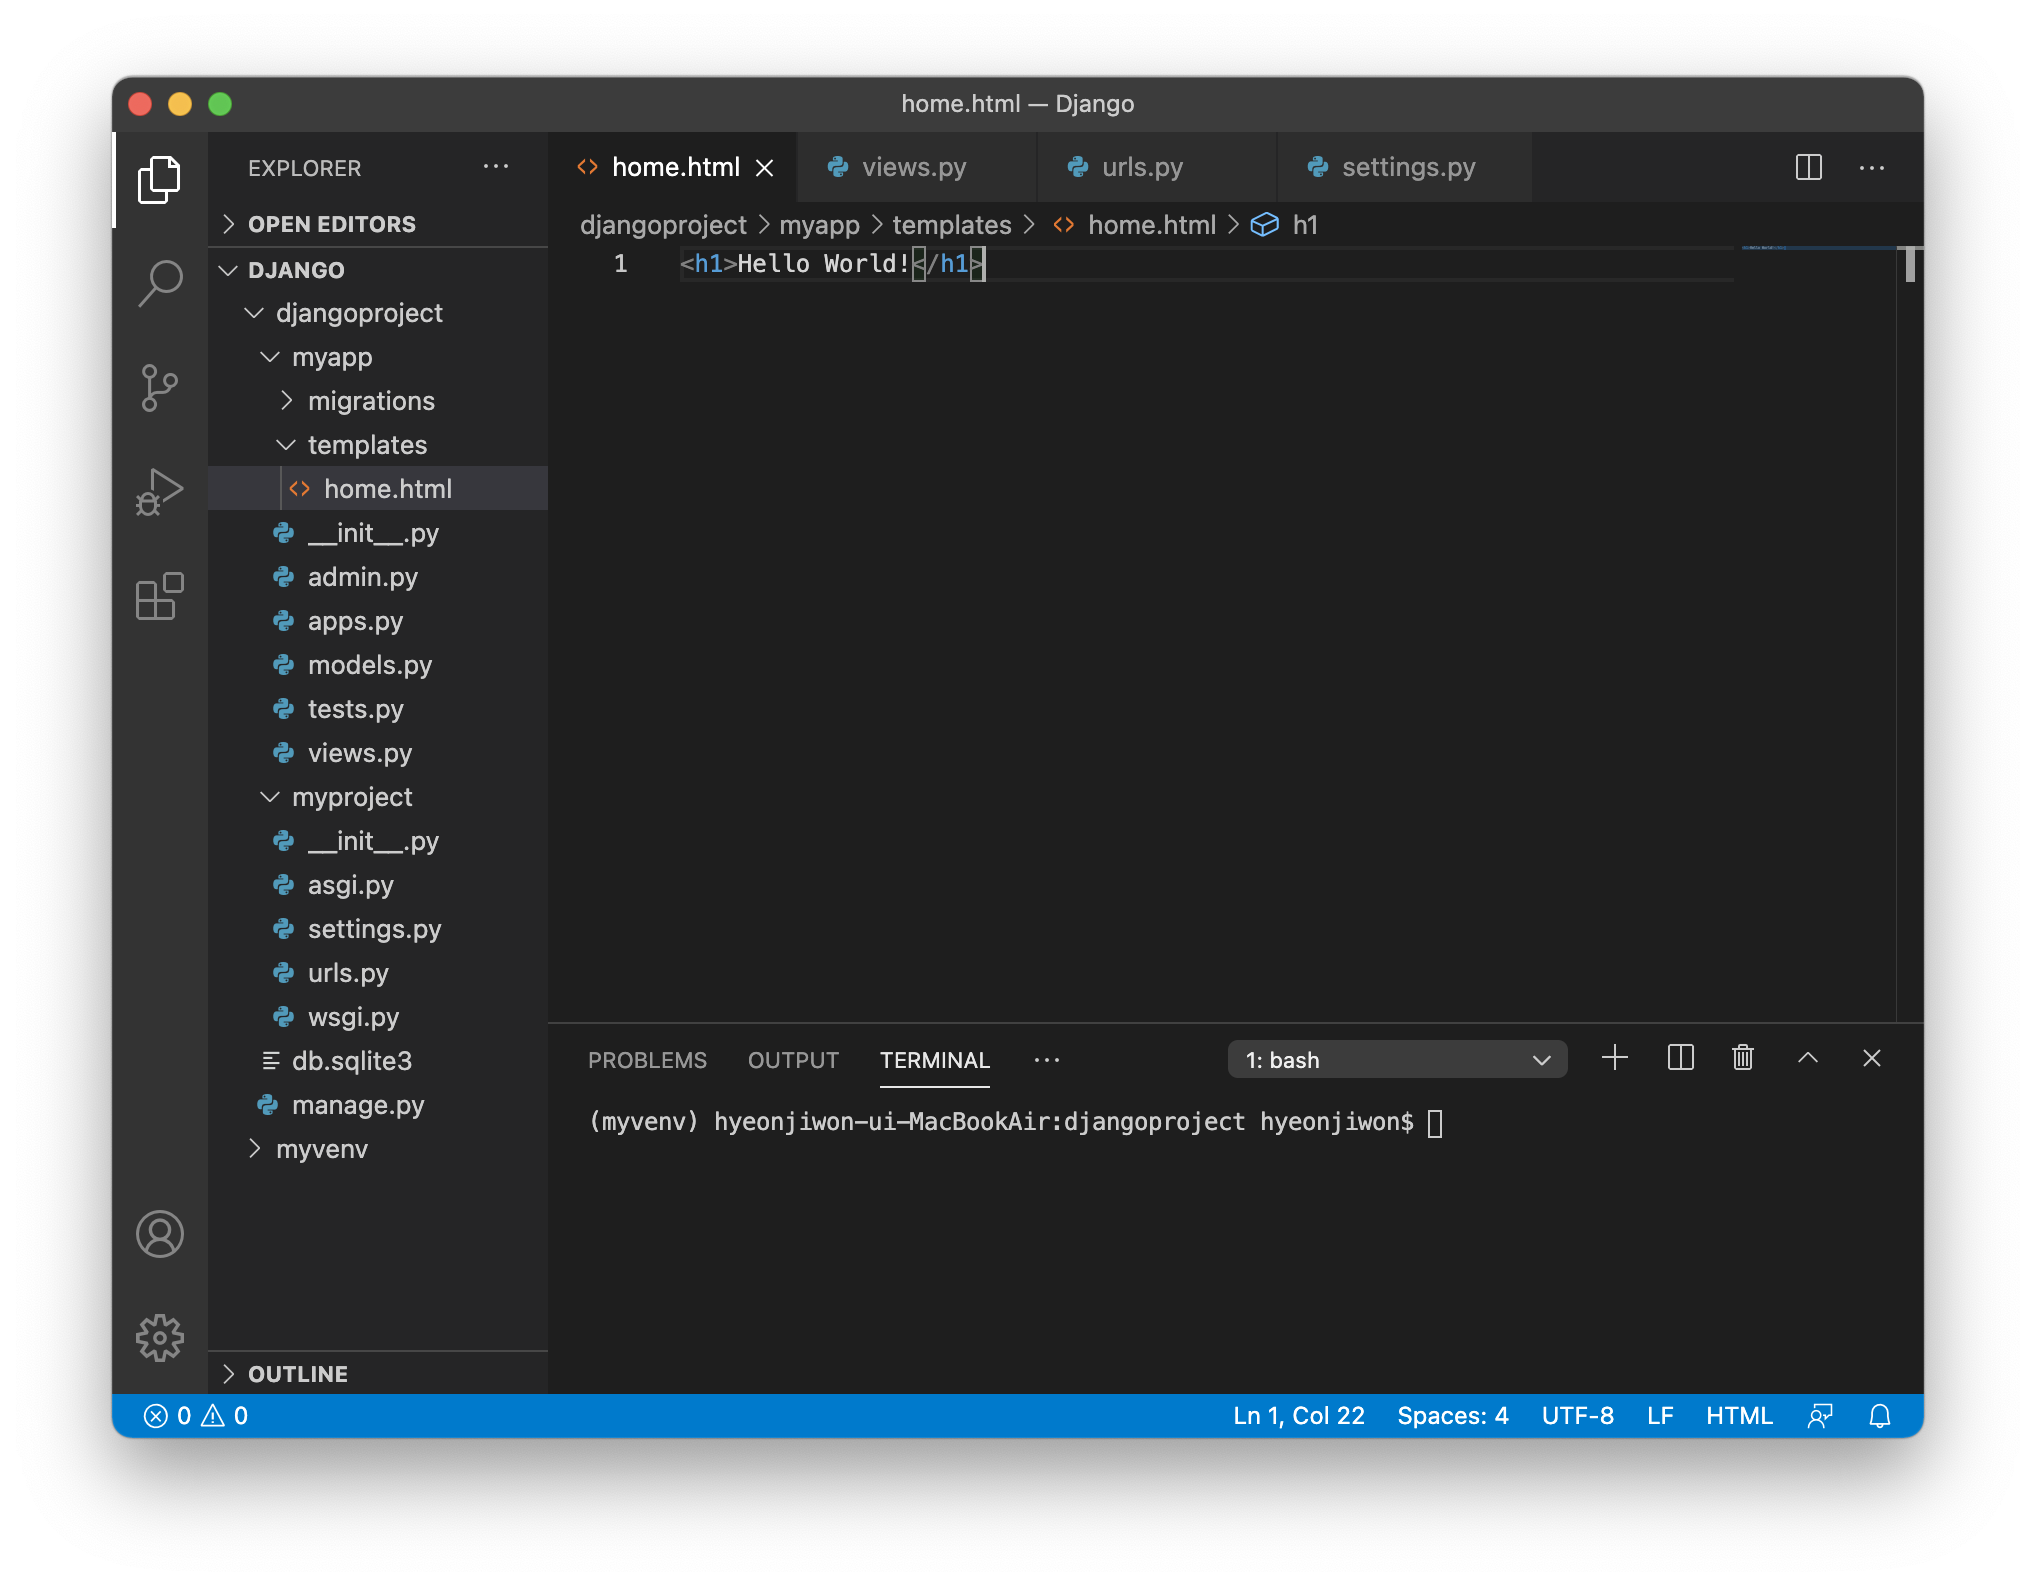 home.html — Django
EXPLORER
OPEN EDITORS
DJANGO
djangoproject
myapp
migrations
templates
home.html
__init__.py
admin.py
apps.py
models.py
tests.py
views.py
myproject
__init__.py
asgi.py
settings.py
urls.py
wsgi.py
db.sqlite3
manage.py
myvenv
OUTLINE
home.html views.py urls.py settings.py
djangoproject > myapp > templates > home.html > h1
1 <h1>Hello World!</h1>
PROBLEMS OUTPUT TERMINAL 1: bash
(myvenv) hyeonjiwon-ui-MacBookAir:djangoproject hyeonjiwon$
0 0 Ln 1, Col 22 Spaces: 4 UTF-8 LF HTML